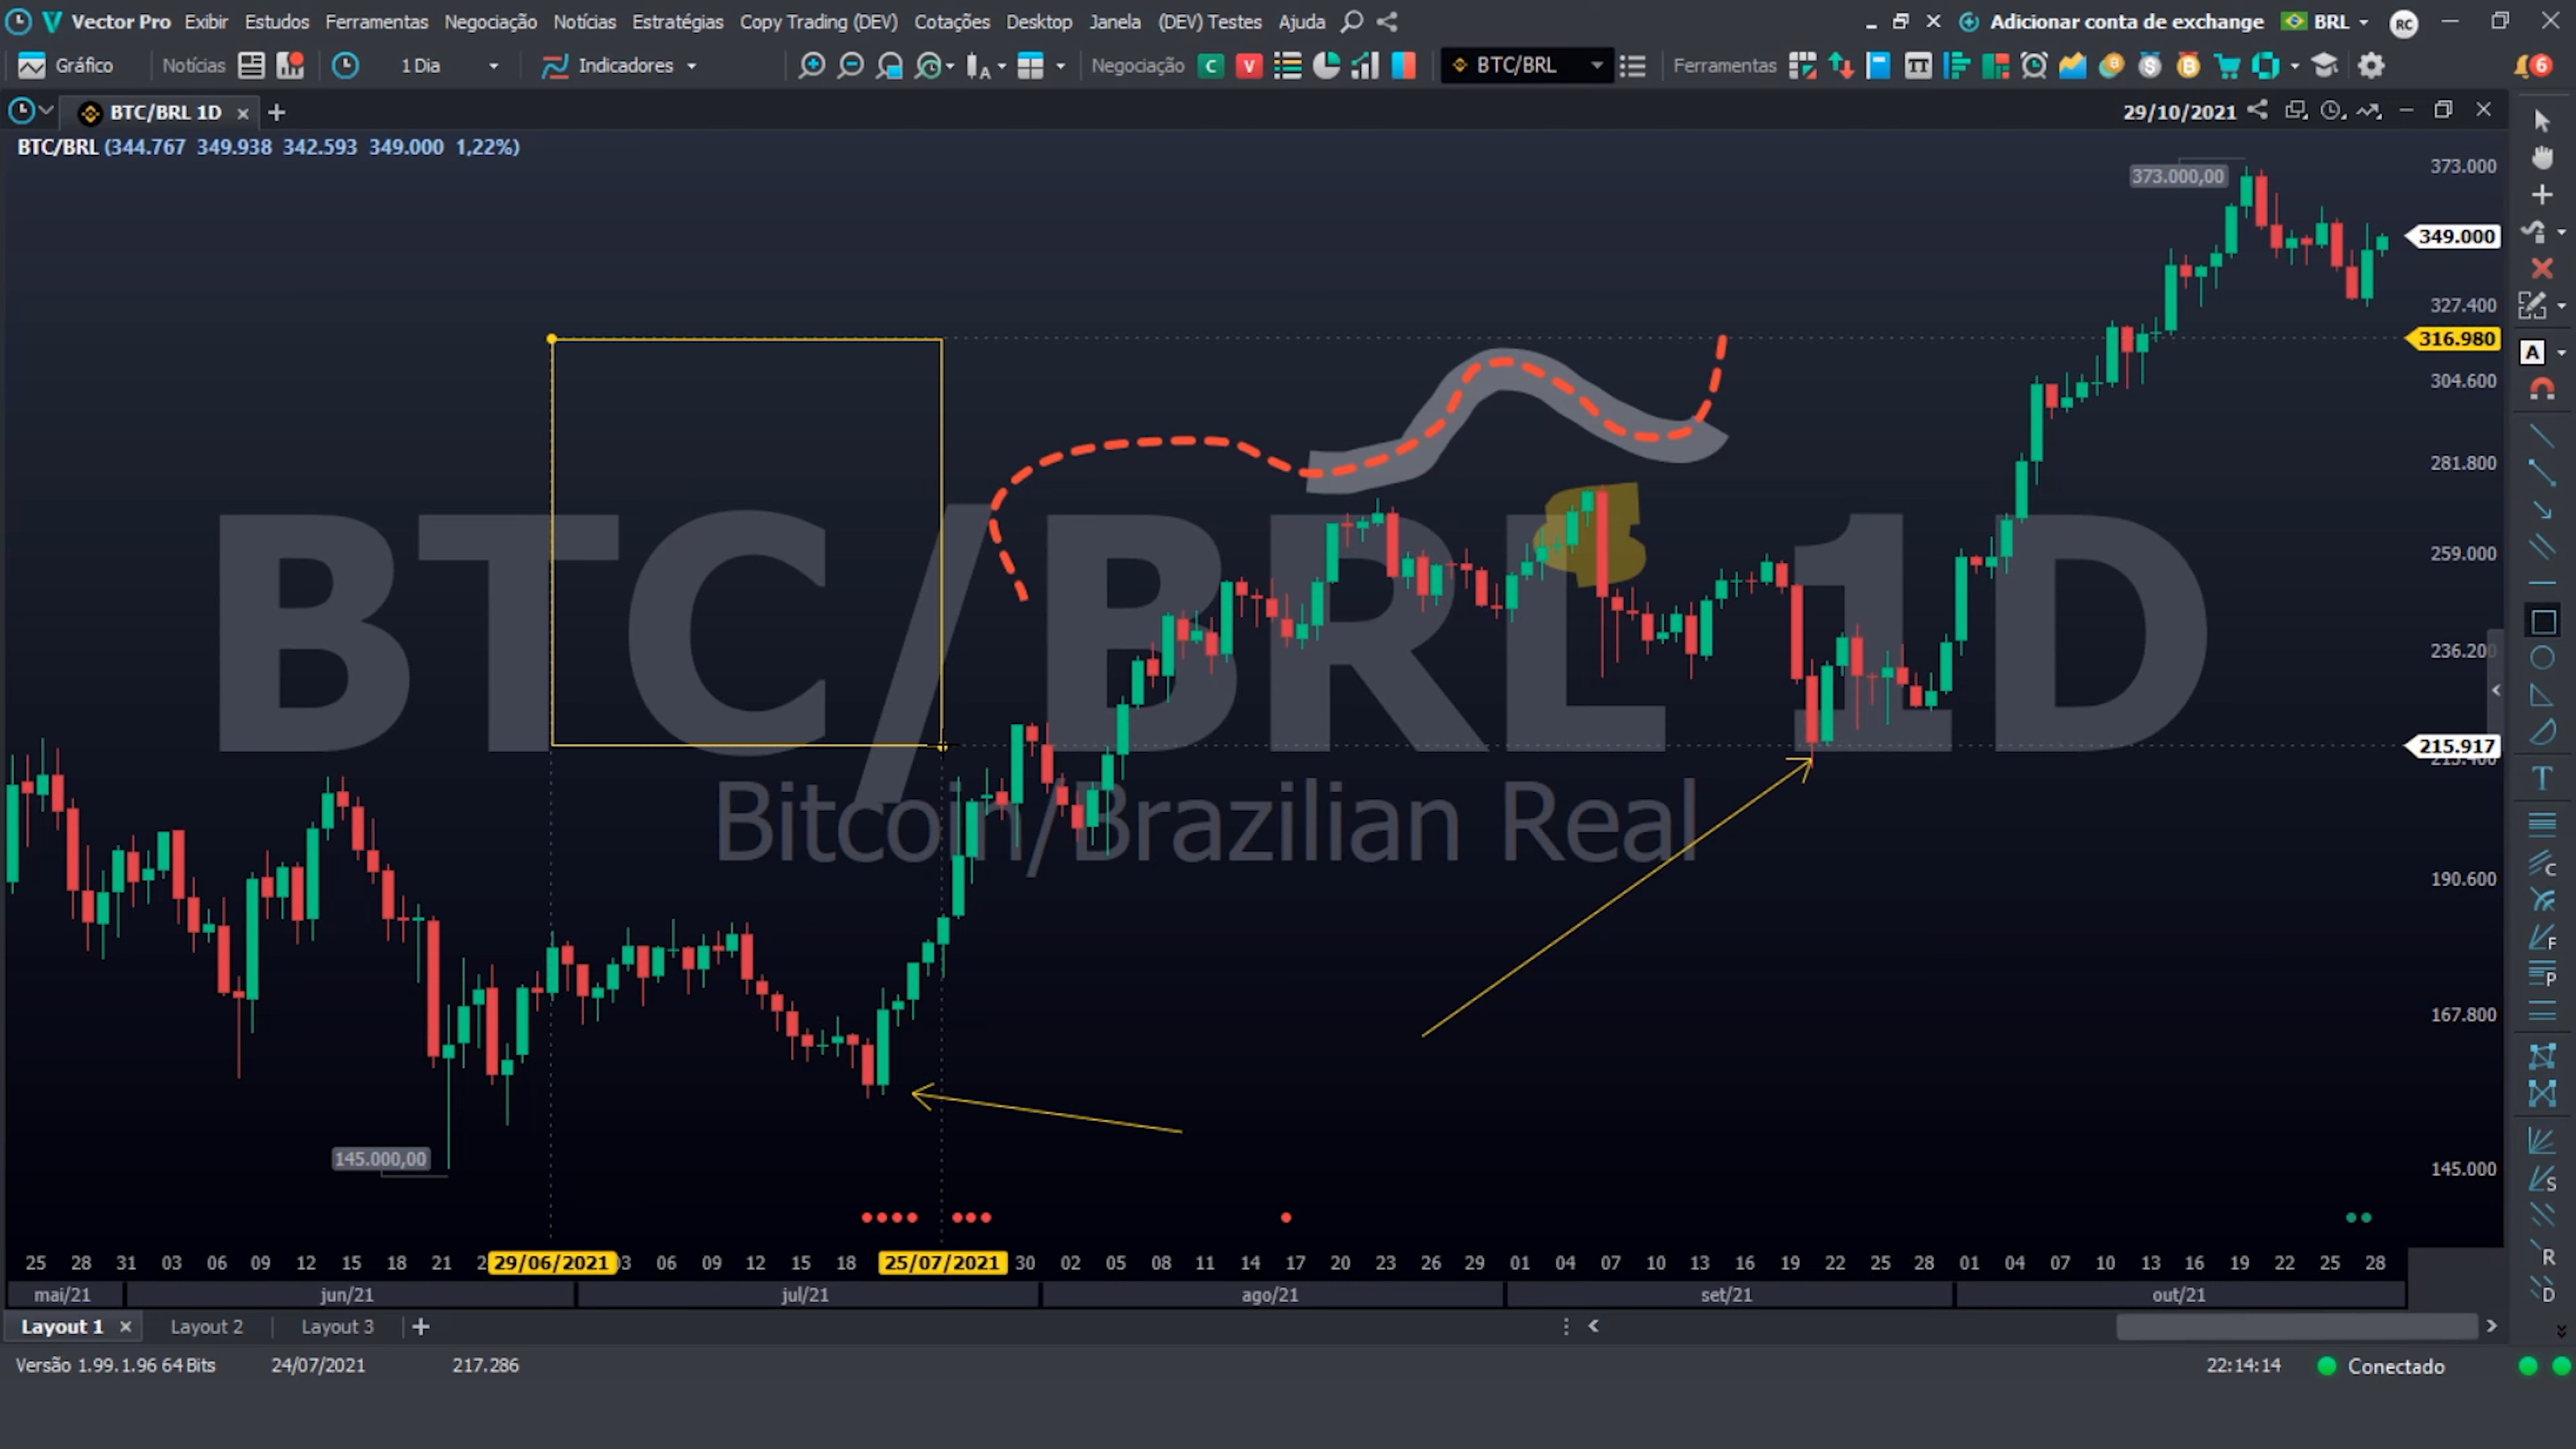 Vector Pro Exibir Estudos Ferramentas Negociação Notícias Estratégias Copy Trading (DEV) Cotações Desktop Janela (DEV) Testes Ajuda Adicionar conta de exchange BRL RC
Gráfico Notícias 1 Dia Indicadores A Negociação C V BTC/BRL Ferramentas TT 6
BTC/BRL 1D 29/10/2021
BTC/BRL (344.767 349.938 342.593 349.000 1,22%)
373.000
373.000,00
349.000
327.400
316.980
A
304.600
281.800
259.000
BTC/BRL 1D
236.200
215.917
T
Bitcoin/Brazilian Real
190.600
C
F
P
167.800
145.000,00
145.000
S
R
D
25 28 31 03 06 09 12 15 18 21 29/06/2021 06 09 12 15 18 25/07/2021 30 02 05 08 11 14 17 20 23 26 29 01 04 07 10 13 16 19 22 25 28 01 04 07 10 13 16 19 22 25 28
mai/21 jun/21 jul/21 ago/21 set/21 out/21
Layout 1 Layout 2 Layout 3
Versão 1.99.1.96 64 Bits 24/07/2021 217.286 22:14:14 Conectado